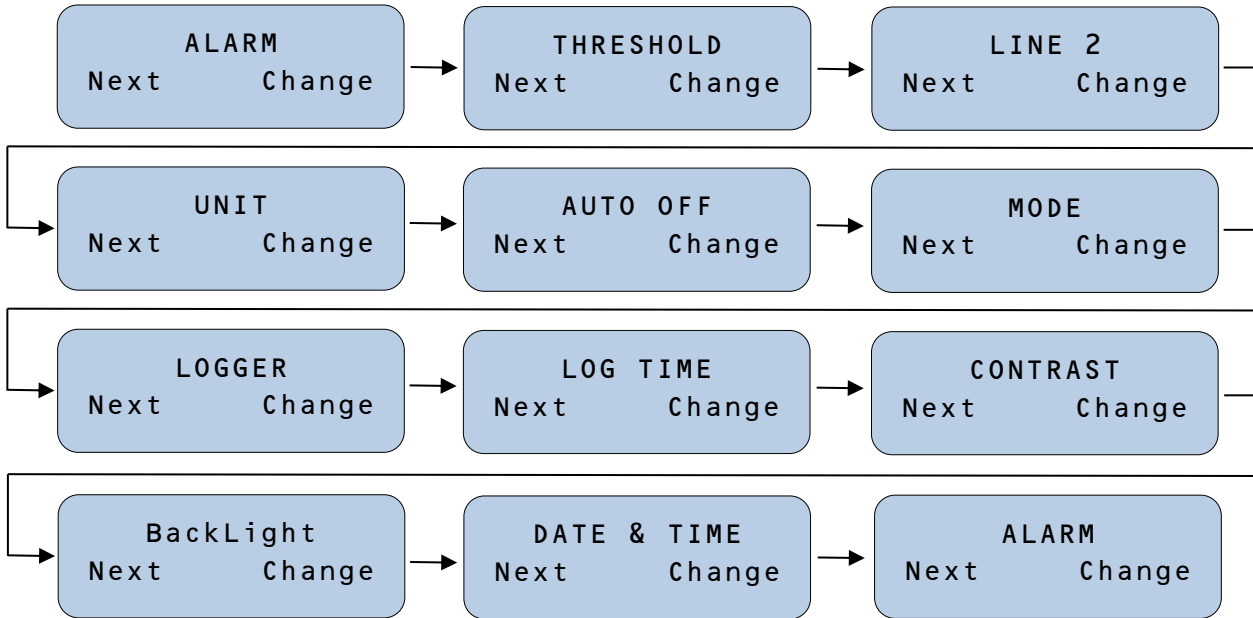 ALARM
Next Change
THRESHOLD
Next Change
LINE 2
Next Change
UNIT
Next Change
AUTO OFF
Next Change
MODE
Next Change
LOGGER
Next Change
LOG TIME
Next Change
CONTRAST
Next Change
BackLight
Next Change
DATE & TIME
Next Change
ALARM
Next Change